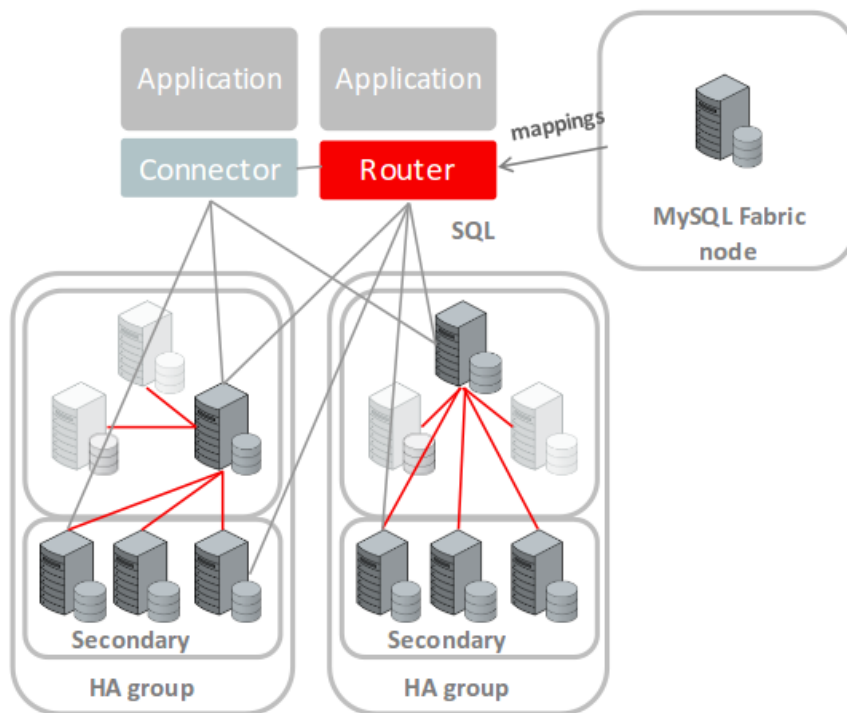 Application
Application
Connector
Router
mappings
MySQL Fabric
node
SQL
Secondary
Secondary
HA group
HA group